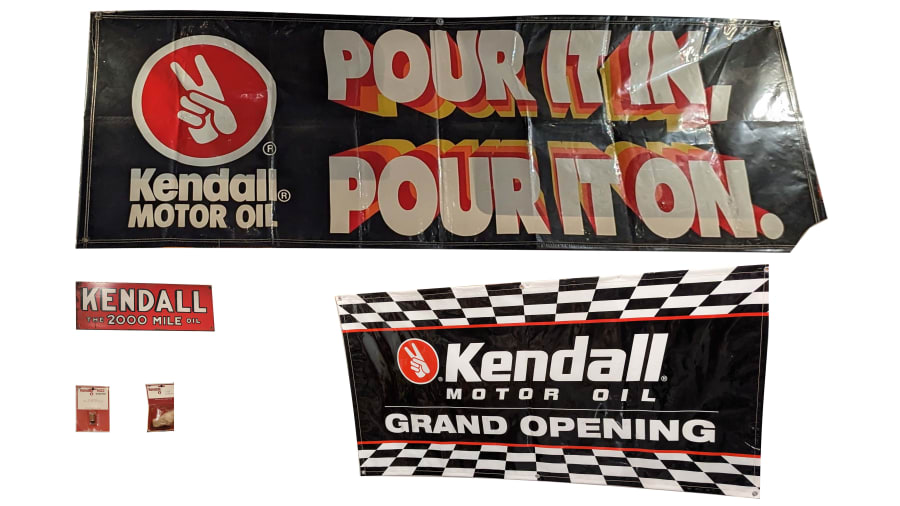 POUR IT IN,
POUR IT ON.
®
Kendall®
MOTOR OIL
KENDALL
THE 2000 MILE OIL
Kendall®
MOTOR OIL
GRAND OPENING